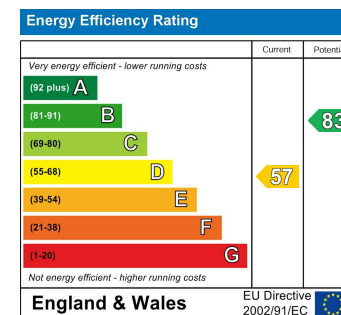 Energy Efficiency Rating
Current Potenti
Very energy efficient - lower running costs
(92 plus) A
(81-91) B
83
(69-80) C
(55-68) D
57
(39-54) E
(21-38) F
(1-20) G
Not energy efficient - higher running costs
England & Wales
EU Directive
2002/91/EC